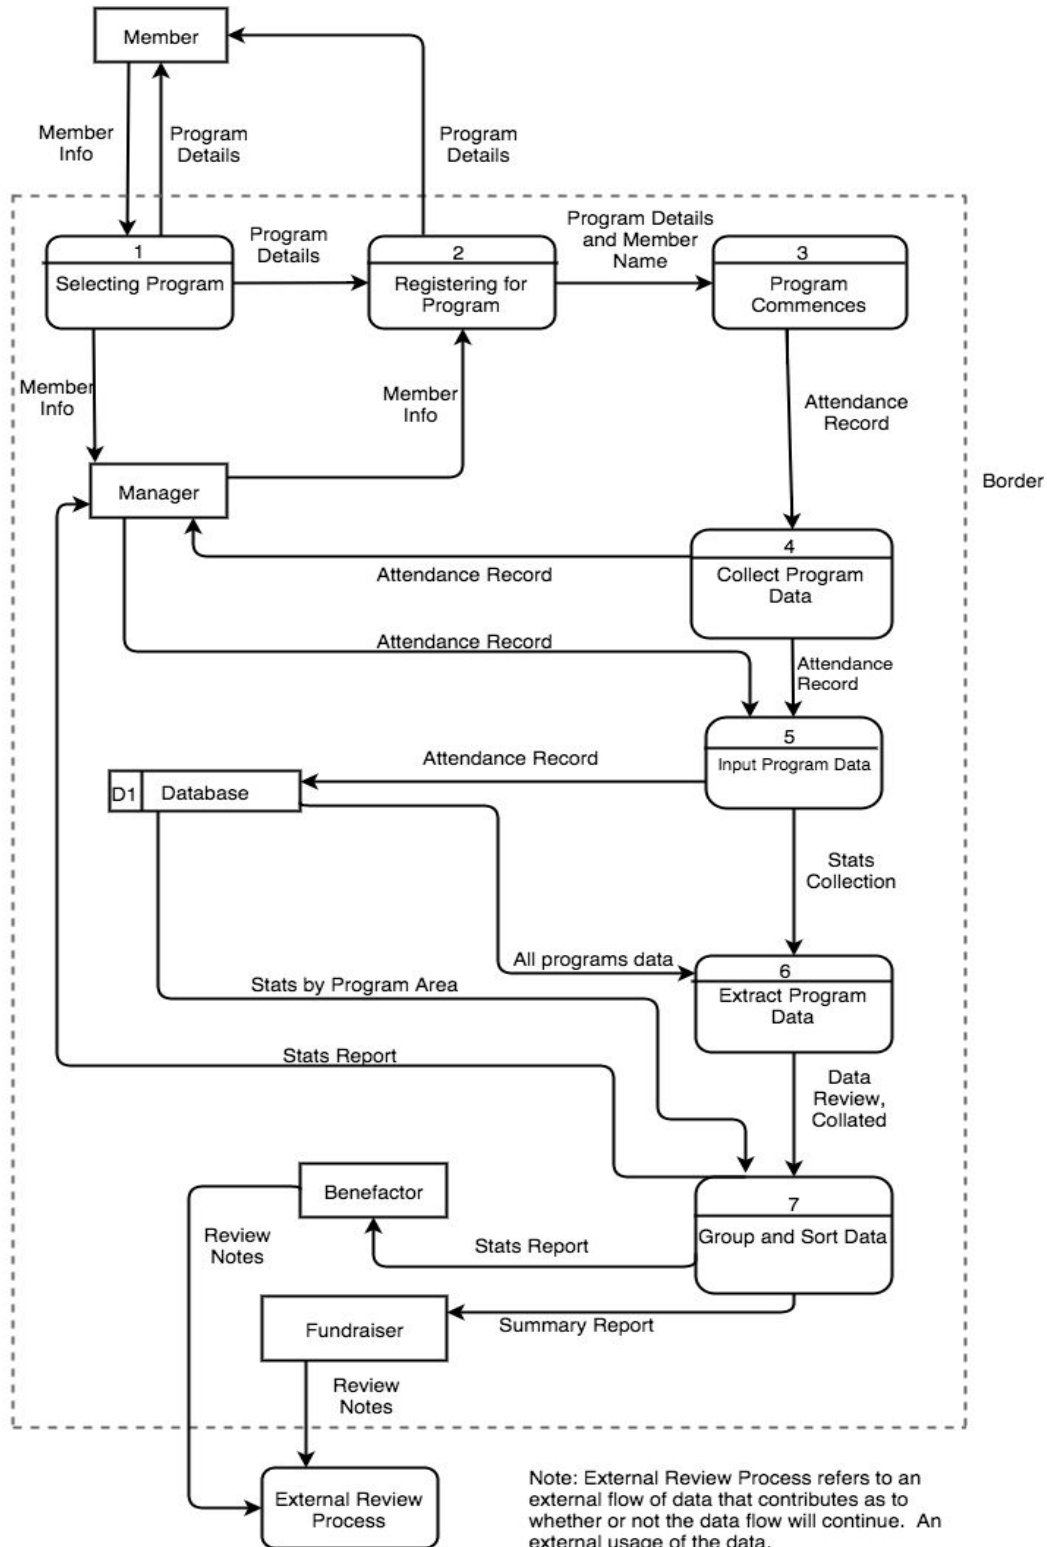 Member
Member
Info
Program
Details
Program
Details
1
Selecting Program
Program
Details
2
Registering for
Program
Program Details
and Member
Name
3
Program
Commences
Member
Info
Member
Info
Attendance
Record
Border
Manager
4
Collect Program
Data
Attendance Record
Attendance Record
Attendance
Record
5
Input Program Data
Attendance Record
D1
Database
Stats
Collection
All programs data
6
Extract Program
Data
Stats by Program Area
Stats Report
Data
Review,
Collated
Benefactor
7
Group and Sort Data
Review
Notes
Stats Report
Fundraiser
Summary Report
Review
Notes
External Review
Process
Note: External Review Process refers to an
external flow of data that contributes as to
whether or not the data flow will continue. An
external usage of the data.